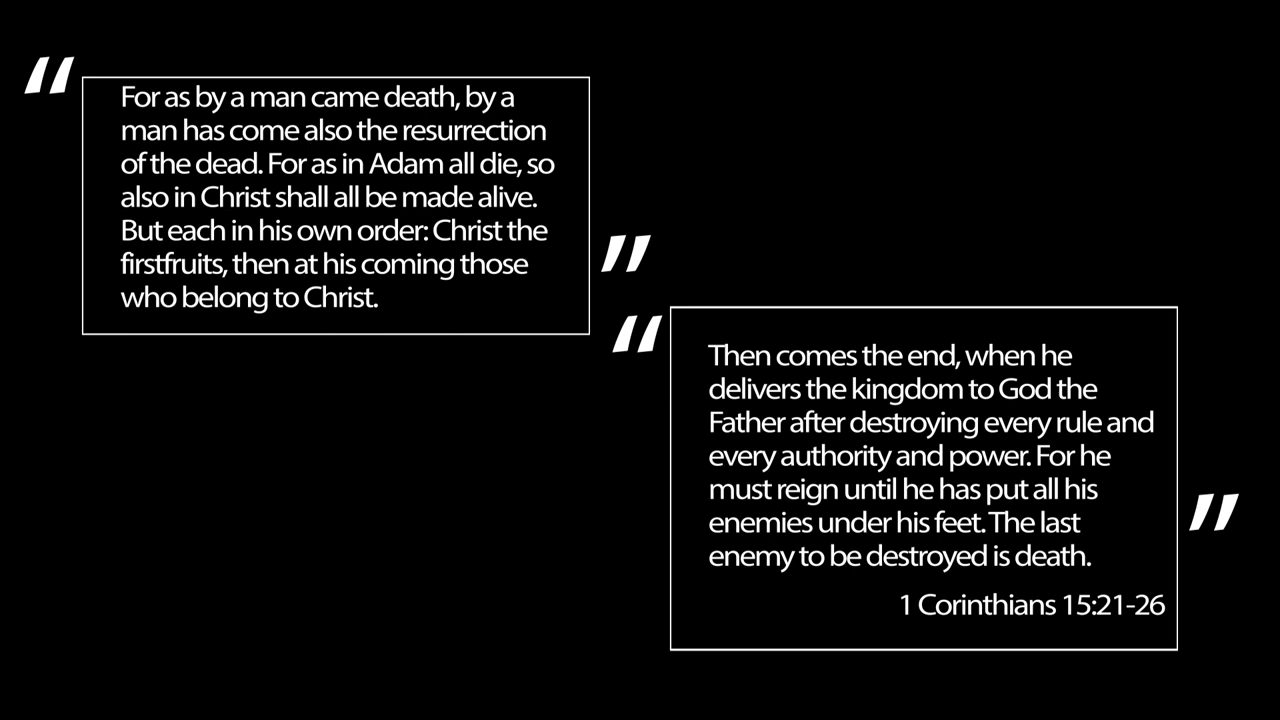 “
For as by a man came death, by a
man has come also the resurrection
of the dead. For as in Adam all die, so
also in Christ shall all be made alive.
But each in his own order: Christ the
firstfruits, then at his coming those
who belong to Christ.
”
“
Then comes the end, when he
delivers the kingdom to God the
Father after destroying every rule and
every authority and power. For he
must reign until he has put all his
enemies under his feet. The last
enemy to be destroyed is death.
”
1 Corinthians 15:21-26